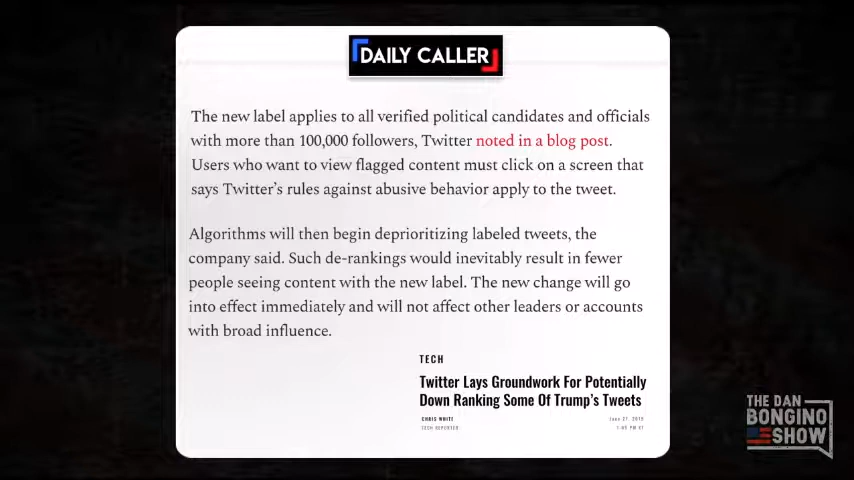 DAILY CALLER
The new label applies to all verified political candidates and officials
with more than 100,000 followers, Twitter noted in a blog post.
Users who want to view flagged content must click on a screen that
says Twitter's rules against abusive behavior apply to the tweet.
Algorithms will then begin deprioritizing labeled tweets, the
company said. Such de-rankings would inevitably result in fewer
people seeing content with the new label. The new change will go
into effect immediately and will not affect other leaders or accounts
with broad influence.
TECH
Twitter Lays Groundwork For Potentially
Down Ranking Some Of Trump's Tweets
CHRIS WHITE
TECH REPORTER
June 27, 2019
THE DAN
BONGINO
SHOW